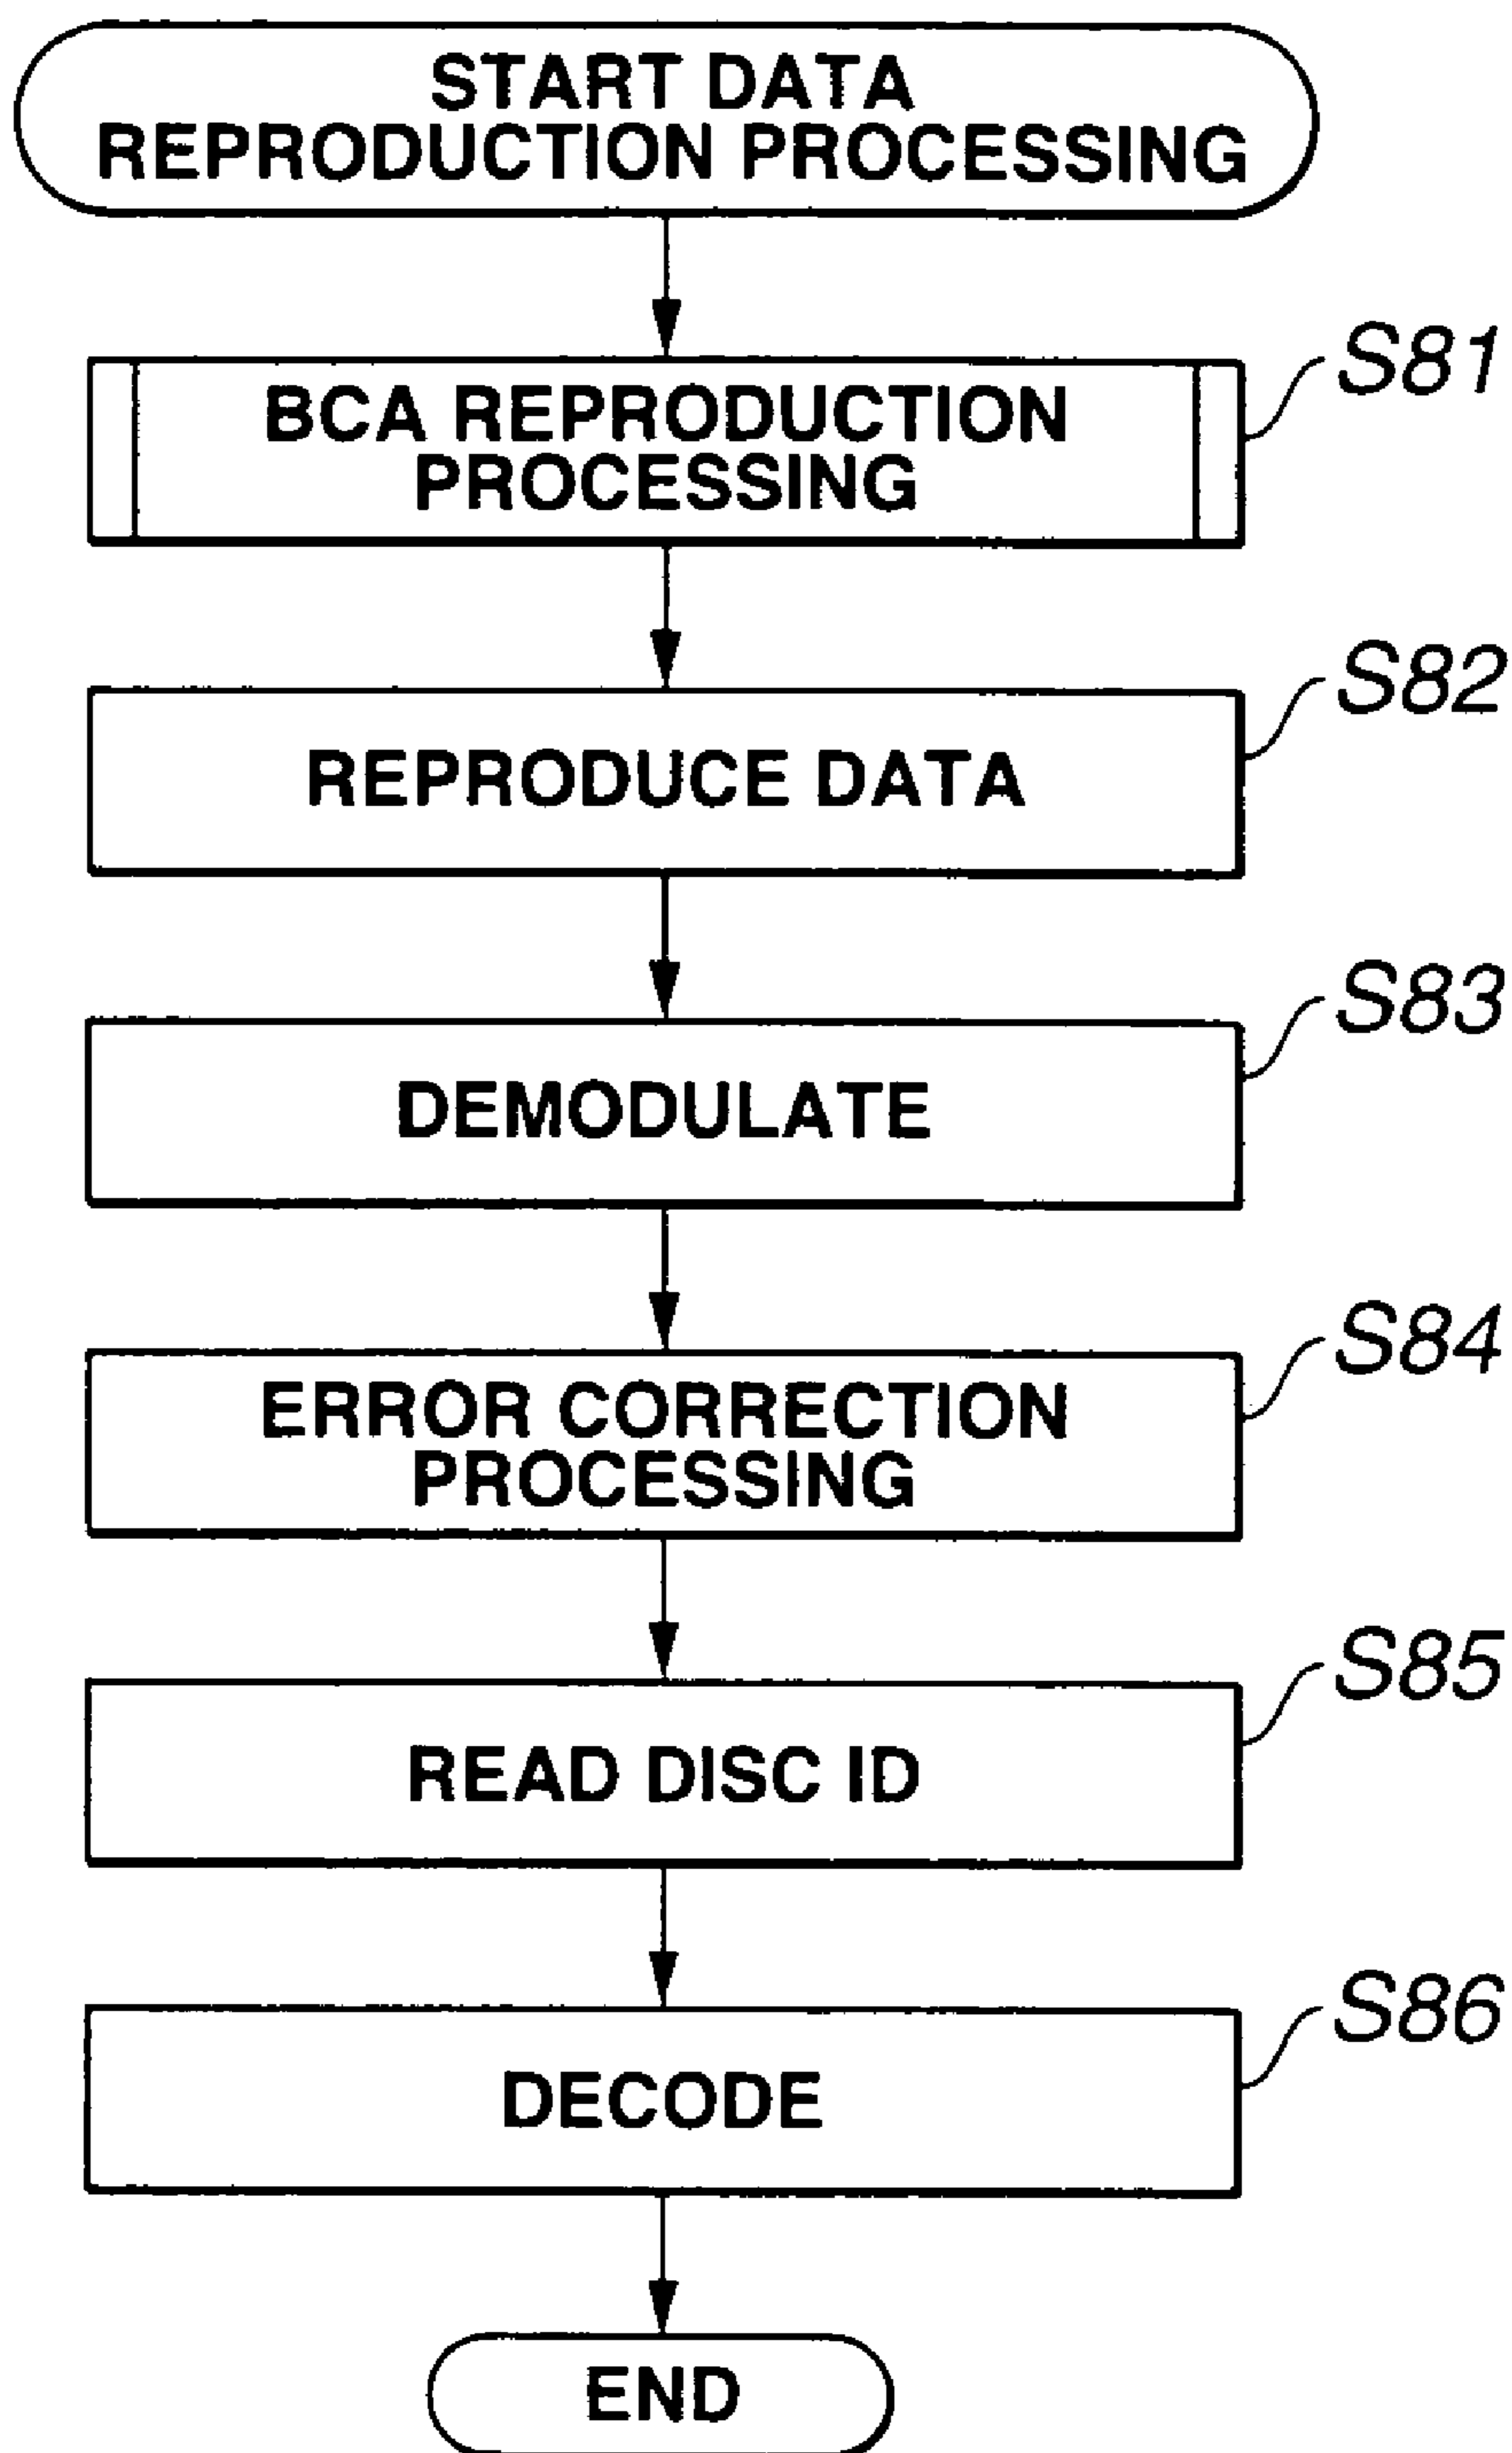 START DATA
REPRODUCTION PROCESSING
S81
BCA REPRODUCTION
PROCESSING
S82
REPRODUCE DATA
S83
DEMODULATE
S84
ERROR CORRECTION
PROCESSING
S85
READ DISC ID
S86
DECODE
END